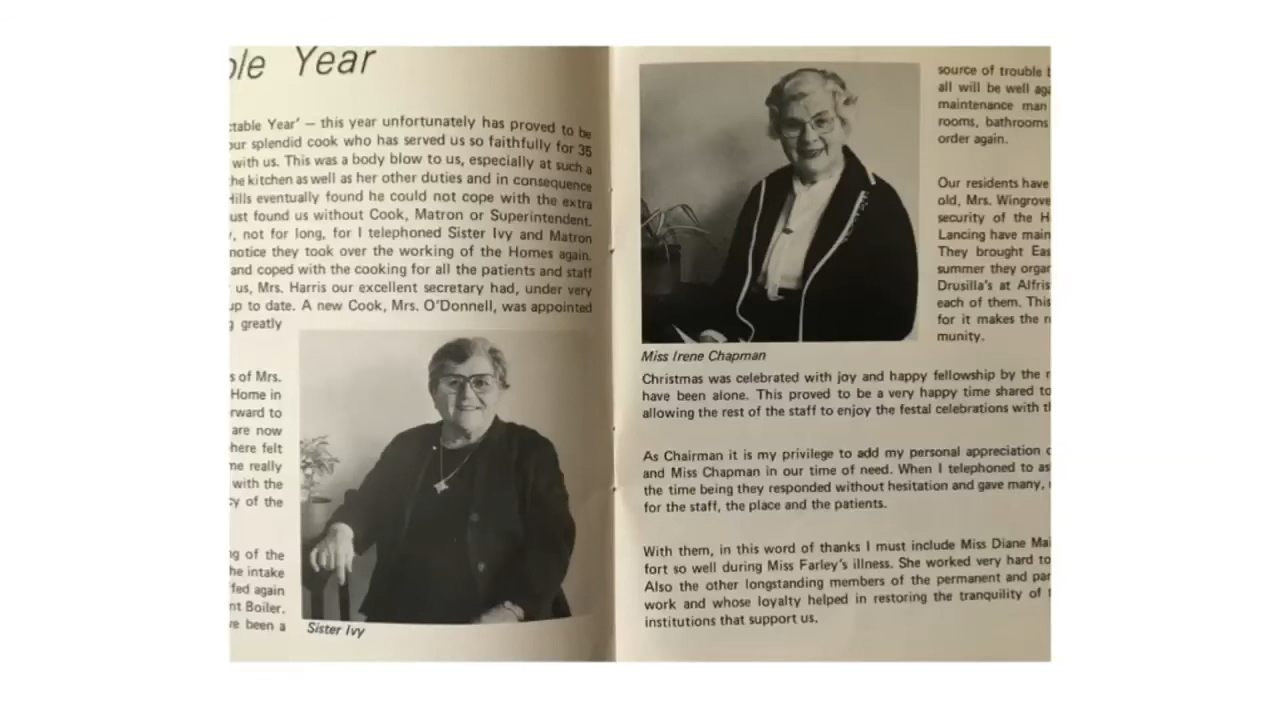 ble Year
ctable Year' – this year unfortunately has proved to be
our splendid cook who has served us so faithfully for 35
with us. This was a body blow to us, especially at such a
the kitchen as well as her other duties and in consequence
Hills eventually found he could not cope with the extra
ust found us without Cook, Matron or Superintendent.
, not for long, for I telephoned Sister Ivy and Matron
notice they took over the working of the Homes again.
and coped with the cooking for all the patients and staff
us, Mrs. Harris our excellent secretary had, under very
up to date. A new Cook, Mrs. O'Donnell, was appointed
g greatly
s of Mrs.
Home in
rward to
are now
here felt
me really
with the
cy of the
ng of the
he intake
fed again
nt Boiler.
ve been a
Sister Ivy
source of trouble b
all will be well aga
maintenance man
rooms, bathrooms
order again.
Our residents have
old, Mrs. Wingrove
security of the H
Lancing have main
They brought Eas
summer they organ
Drusilla's at Alfris
each of them. This
for it makes the r
munity.
Miss Irene Chapman
Christmas was celebrated with joy and happy fellowship by the r
have been alone. This proved to be a very happy time shared to
allowing the rest of the staff to enjoy the festal celebrations with th
As Chairman it is my privilege to add my personal appreciation o
and Miss Chapman in our time of need. When I telephoned to as
the time being they responded without hesitation and gave many,
for the staff, the place and the patients.
With them, in this word of thanks I must include Miss Diane Mai
fort so well during Miss Farley's illness. She worked very hard to
Also the other longstanding members of the permanent and par
work and whose loyalty helped in restoring the tranquility of t
institutions that support us.